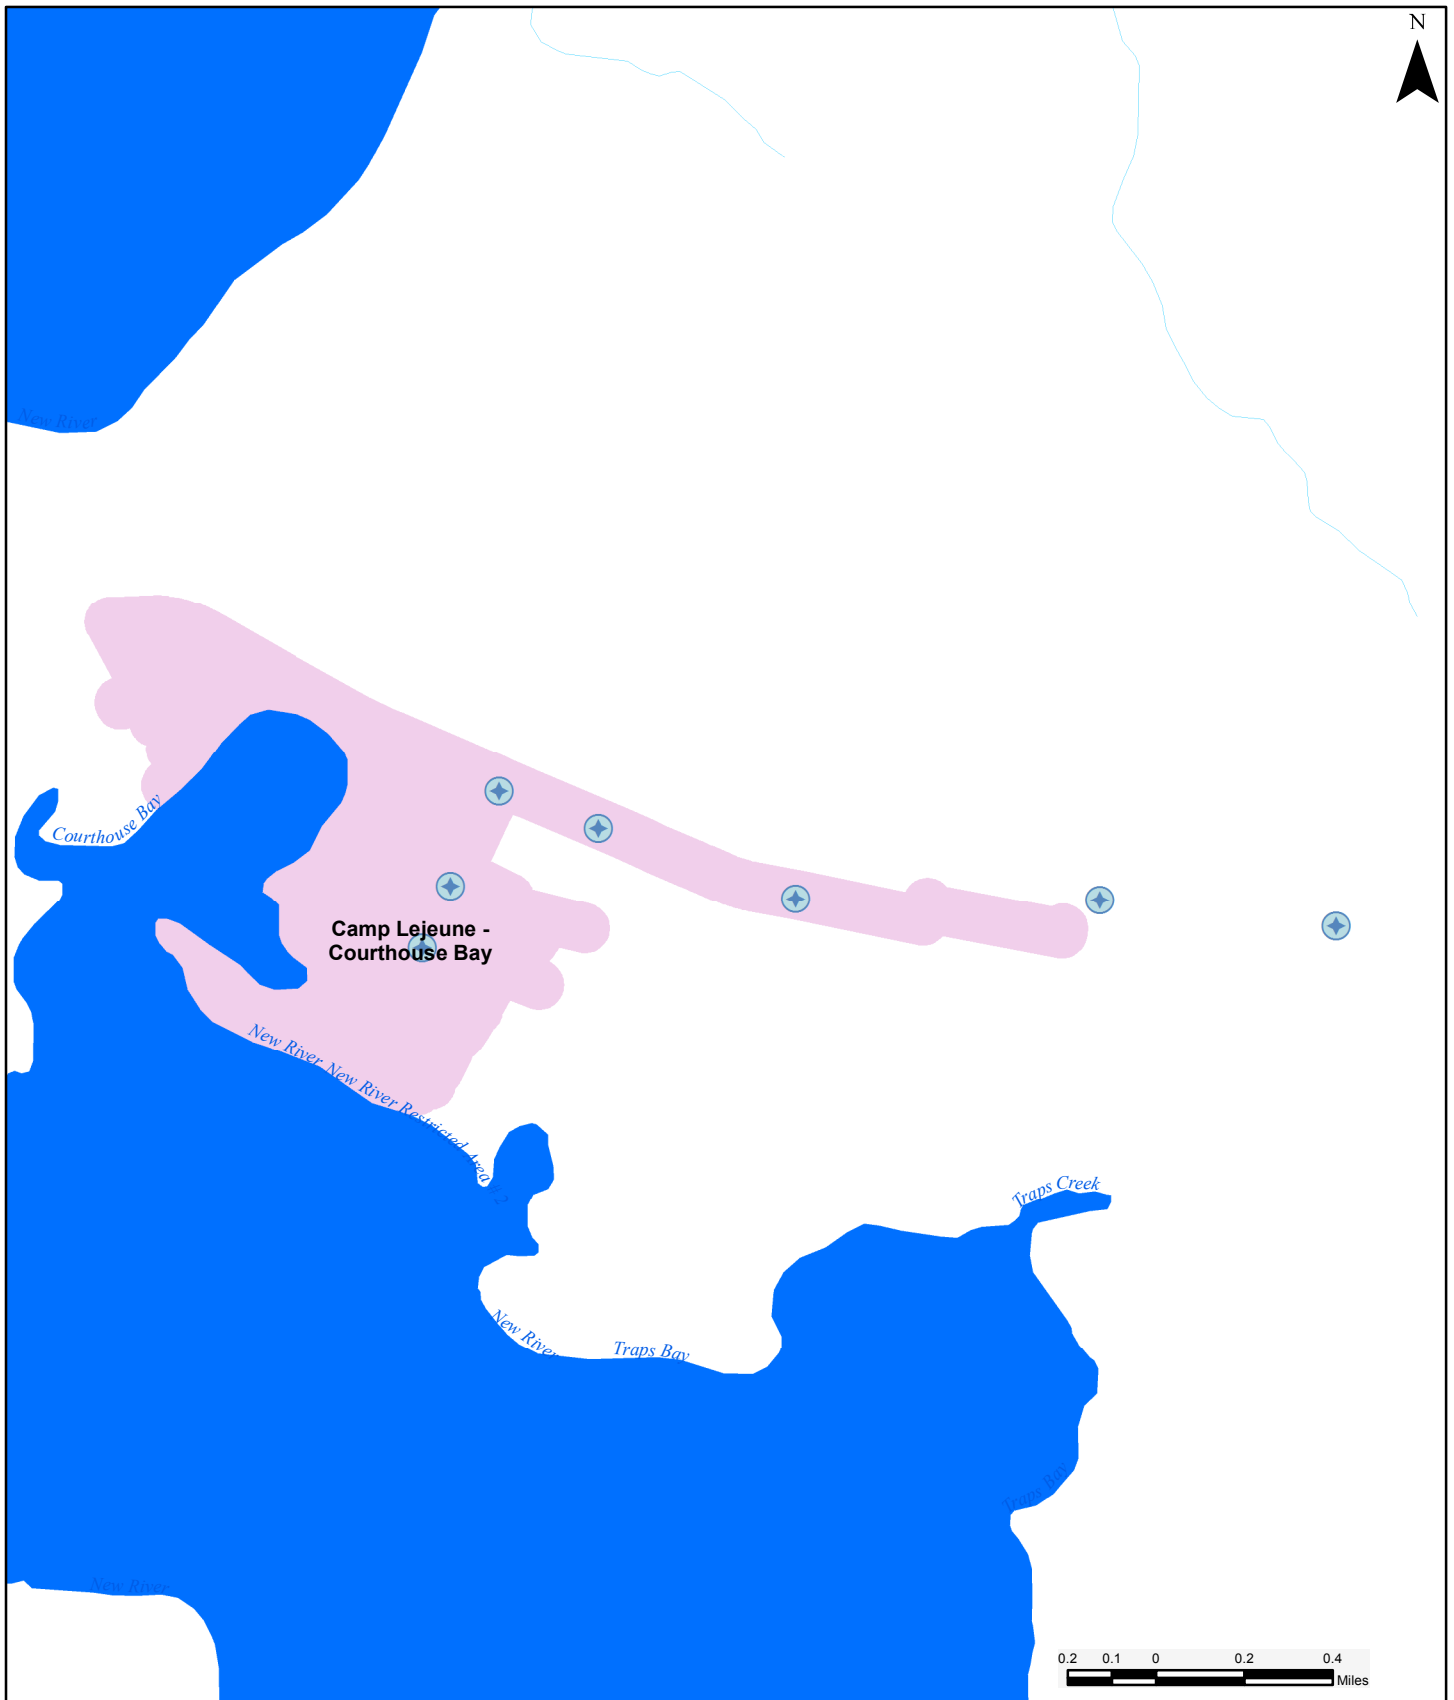 N
New River
Courthouse Bay
Camp Lejeune -
Courthouse Bay
New River New River Restricted Area # 2
Traps Creek
New River
Traps Bay
Traps Bay
New River
0.2 0.1 0 0.2 0.4
Miles